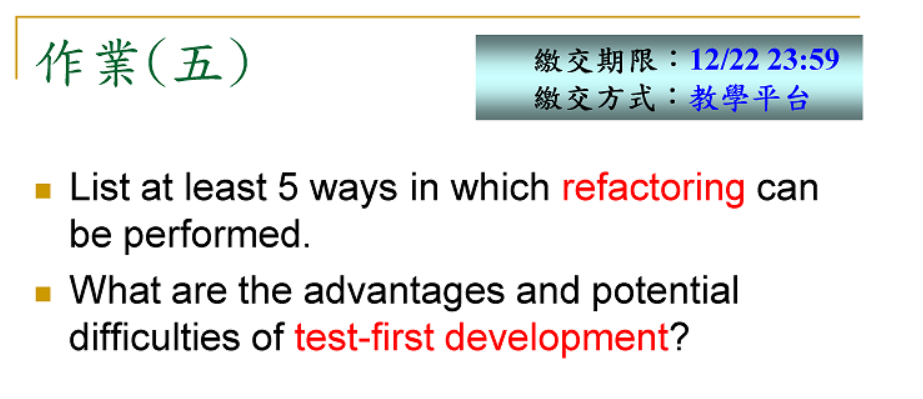 作業(五)
繳交期限：12/22 23:59
繳交方式：教學平台
List at least 5 ways in which refactoring can
be performed.
What are the advantages and potential
difficulties of test-first development?